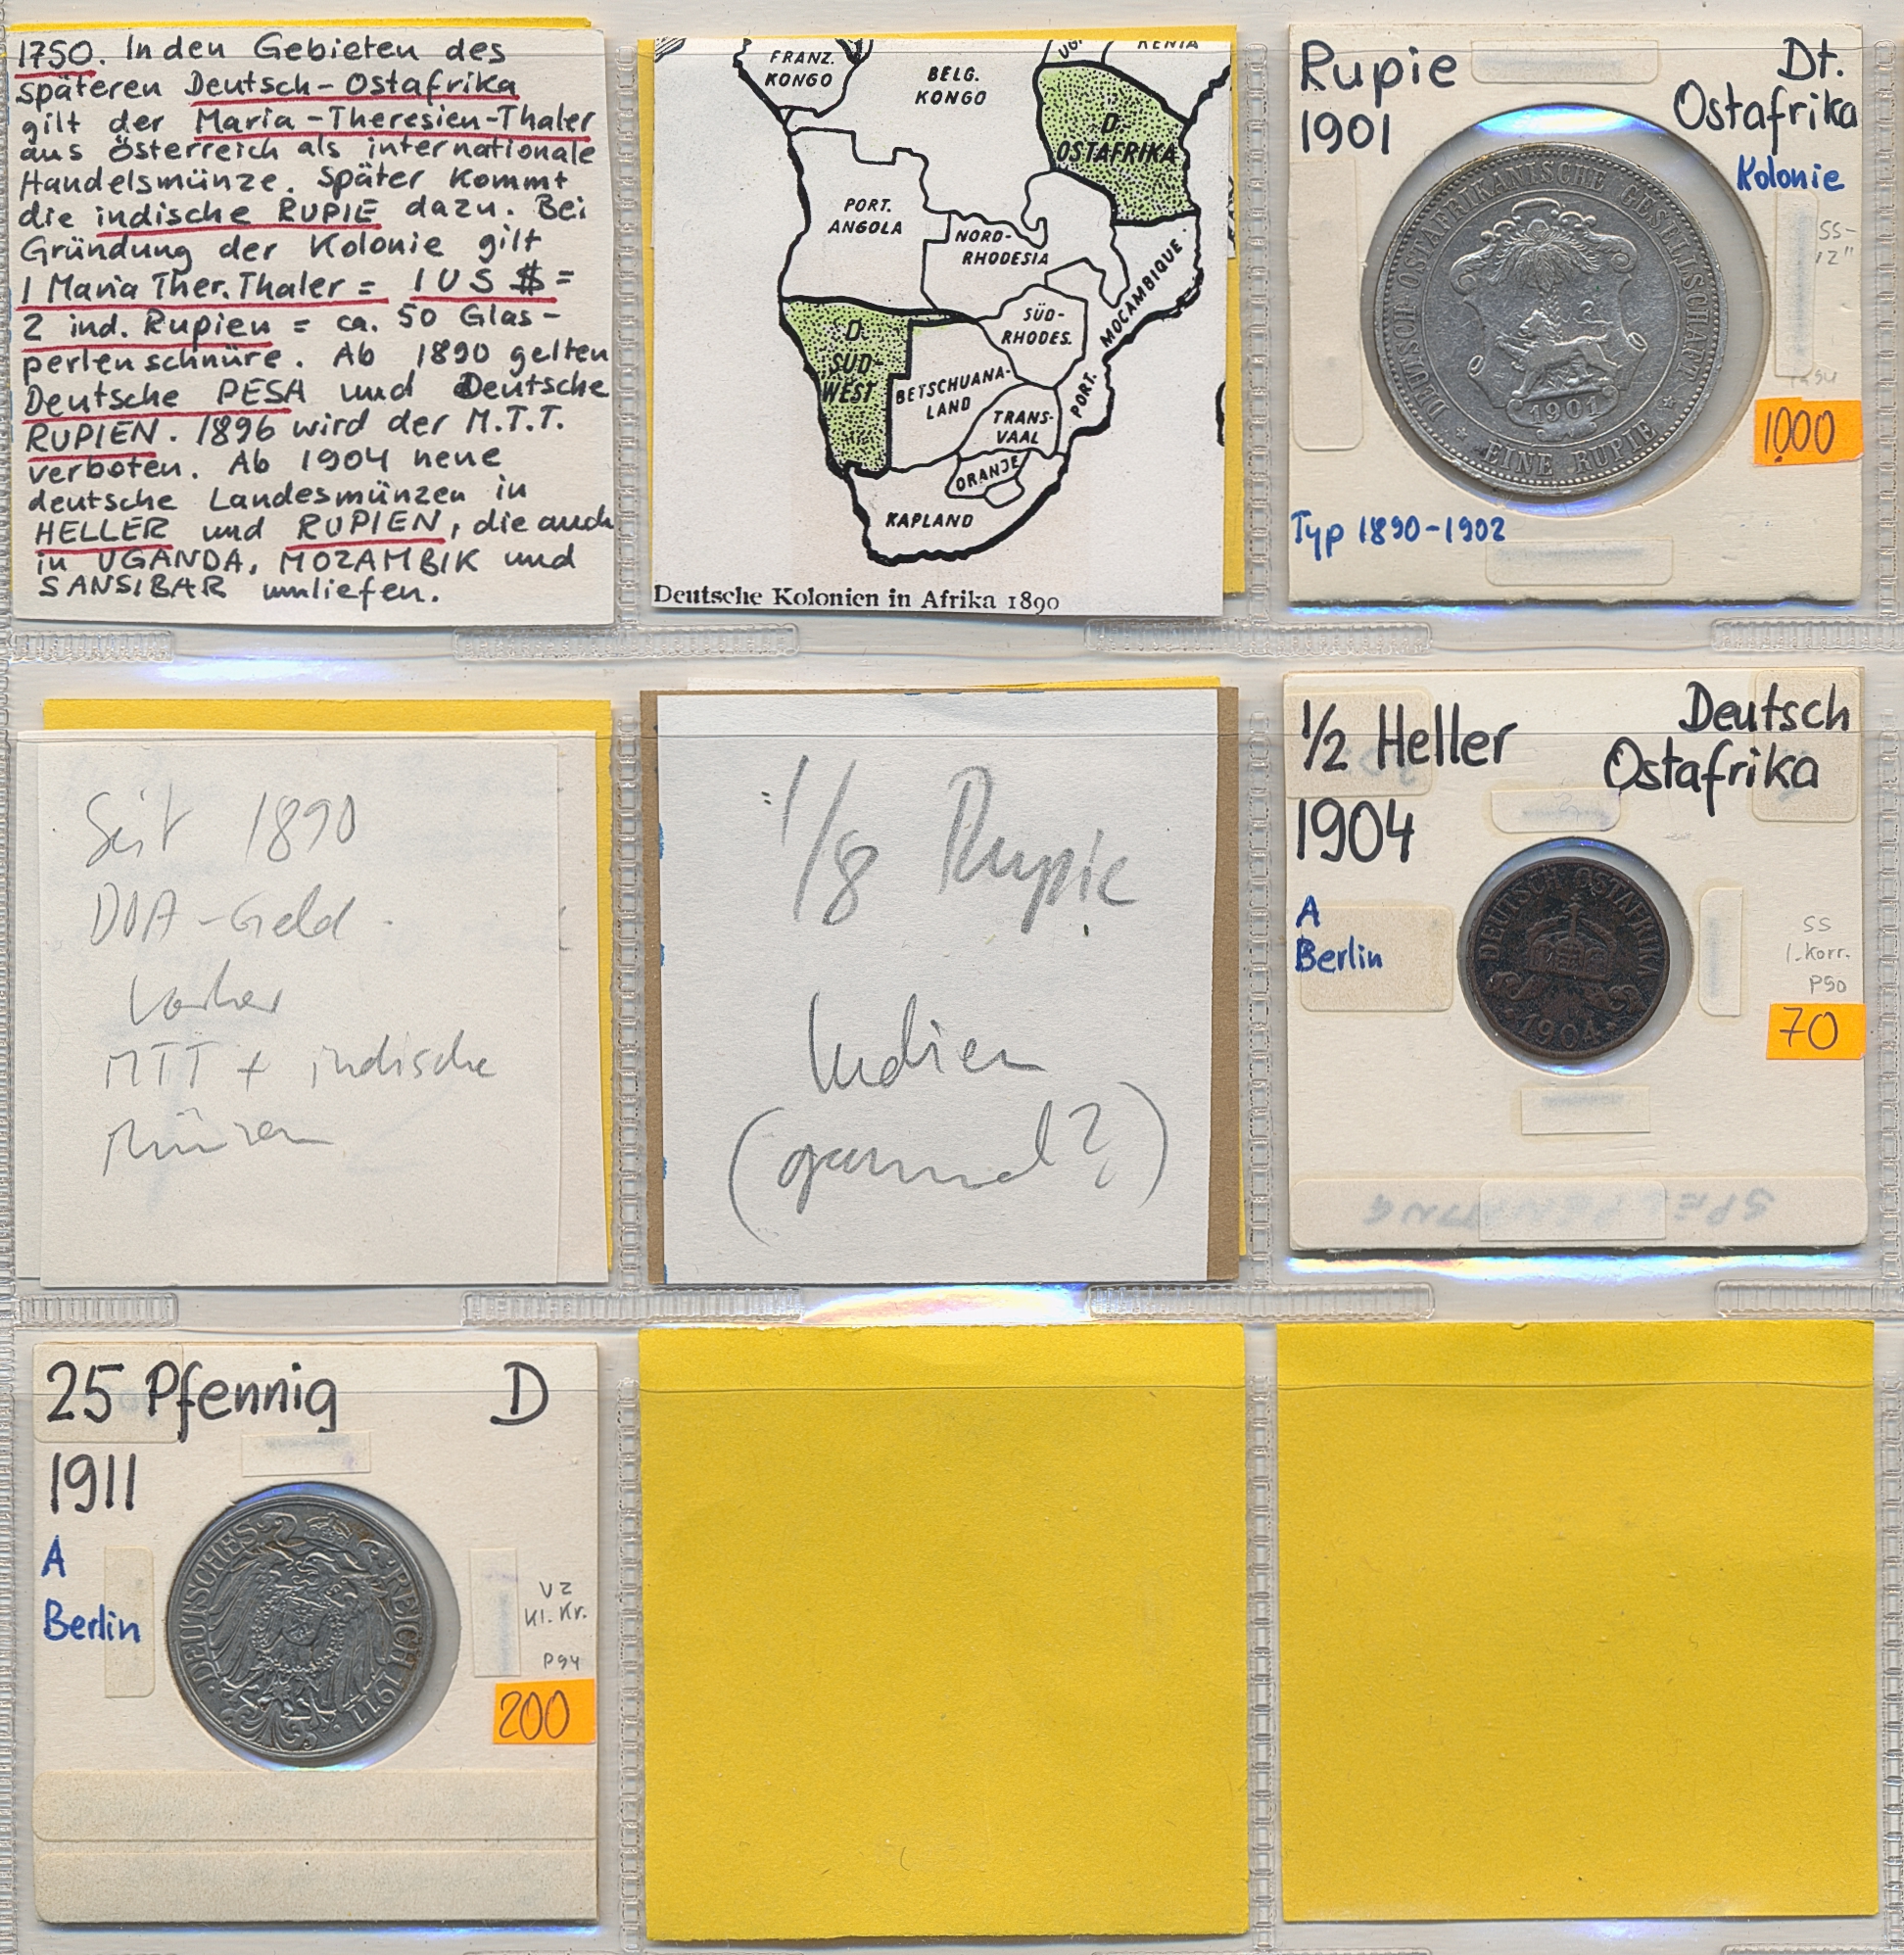 1750. In den Gebieten des
späteren Deutsch-Ostafrika
gilt der Maria-Theresien-Thaler
aus Österreich als internationale
Handelsmünze. Später kommt
die indische RUPIE dazu. Bei
Gründung der Kolonie gilt
1 Maria Ther. Thaler = 1 US $ =
2 ind. Rupien = ca. 50 Glas-
perlenschnüre. Ab 1890 gelten
Deutsche PESA und Deutsche
RUPIEN. 1896 wird der M.T.T.
verboten. Ab 1904 neue
deutsche Landesmünzen in
HELLER und RUPIEN, die auch
in UGANDA, MOZAMBIK und
SANSIBAR umliefen.
FRANZ.
KONGO
BELG.
KONGO
UG.
KENIA
D.
OSTAFRIKA
PORT.
ANGOLA
NORD-
RHODESIA
MOCAMBIQUE
SÜD-
RHODES.
D.
SÜD-
WEST
BETSCHUANA-
LAND
TRANS-
VAAL
PORT.
ORANJE
KAPLAND
Deutsche Kolonien in Afrika 1890
Rupie
1901
Dt.
Ostafrika
Kolonie
SS-
DEUTSCH-OSTAFRIKANISCHE GESELLSCHAFT
1901
EINE RUPIE
1000
Typ 1890-1902
Seit 1890
DOA-Geld.
Vorher
MTT + indische
Münzen
1/8 Rupie
Indien
1/2 Heller
1904
Deutsch
Ostafrika
A
Berlin
DEUTSCH OSTAFRIKA
1904
SS
l. Korr.
P90
70
25 Pfennig
D
1911
A
Berlin
DEUTSCHES REICH 1911
VZ
Kl. Kr.
P94
200